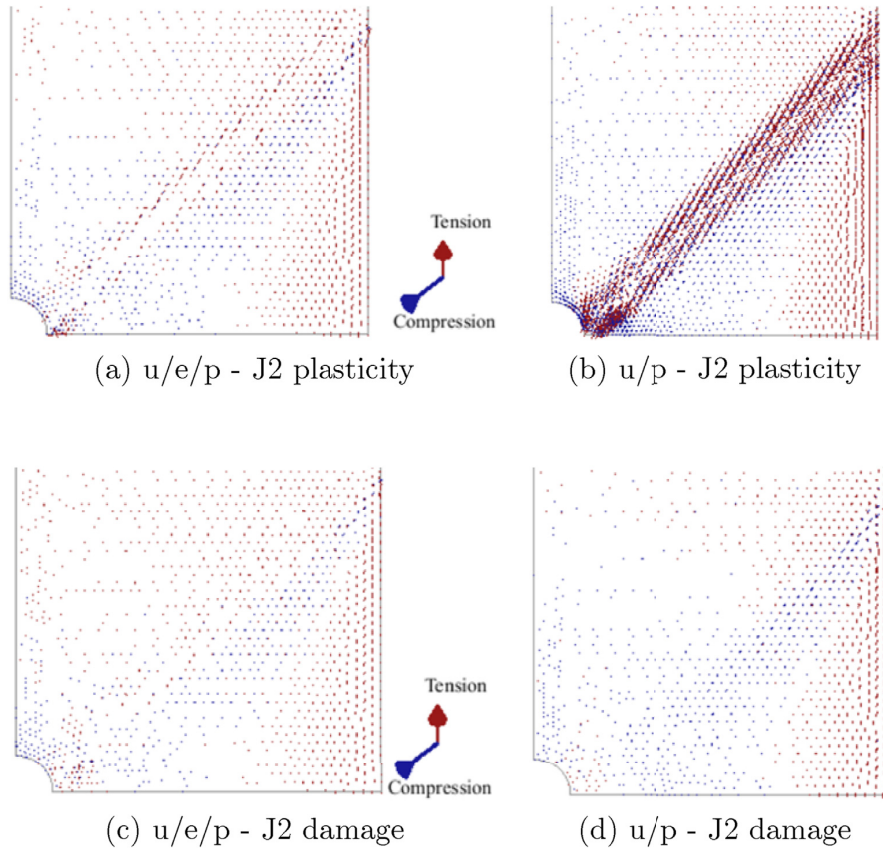 Tension
Compression
(a) u/e/p - J2 plasticity
(b) u/p - J2 plasticity
Tension
Compression
(c) u/e/p - J2 damage
(d) u/p - J2 damage